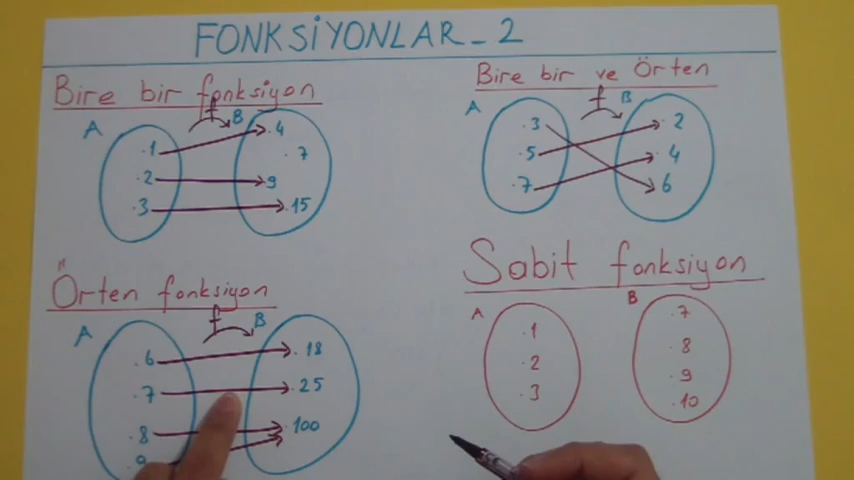 FONKSİYONLAR_2
Bire bir fonksiyon
f
A
B
.1
.2
.3
.4
.7
9
.15
Bire bir ve Örten
f
A
B
.3
.5
.7
.2
.4
6
Örten fonksiyon
f
A
B
.6
.7
.8
9
.18
.25
.100
Sabit fonksiyon
A
B
.1
.2
.3
.7
.8
.9
.10